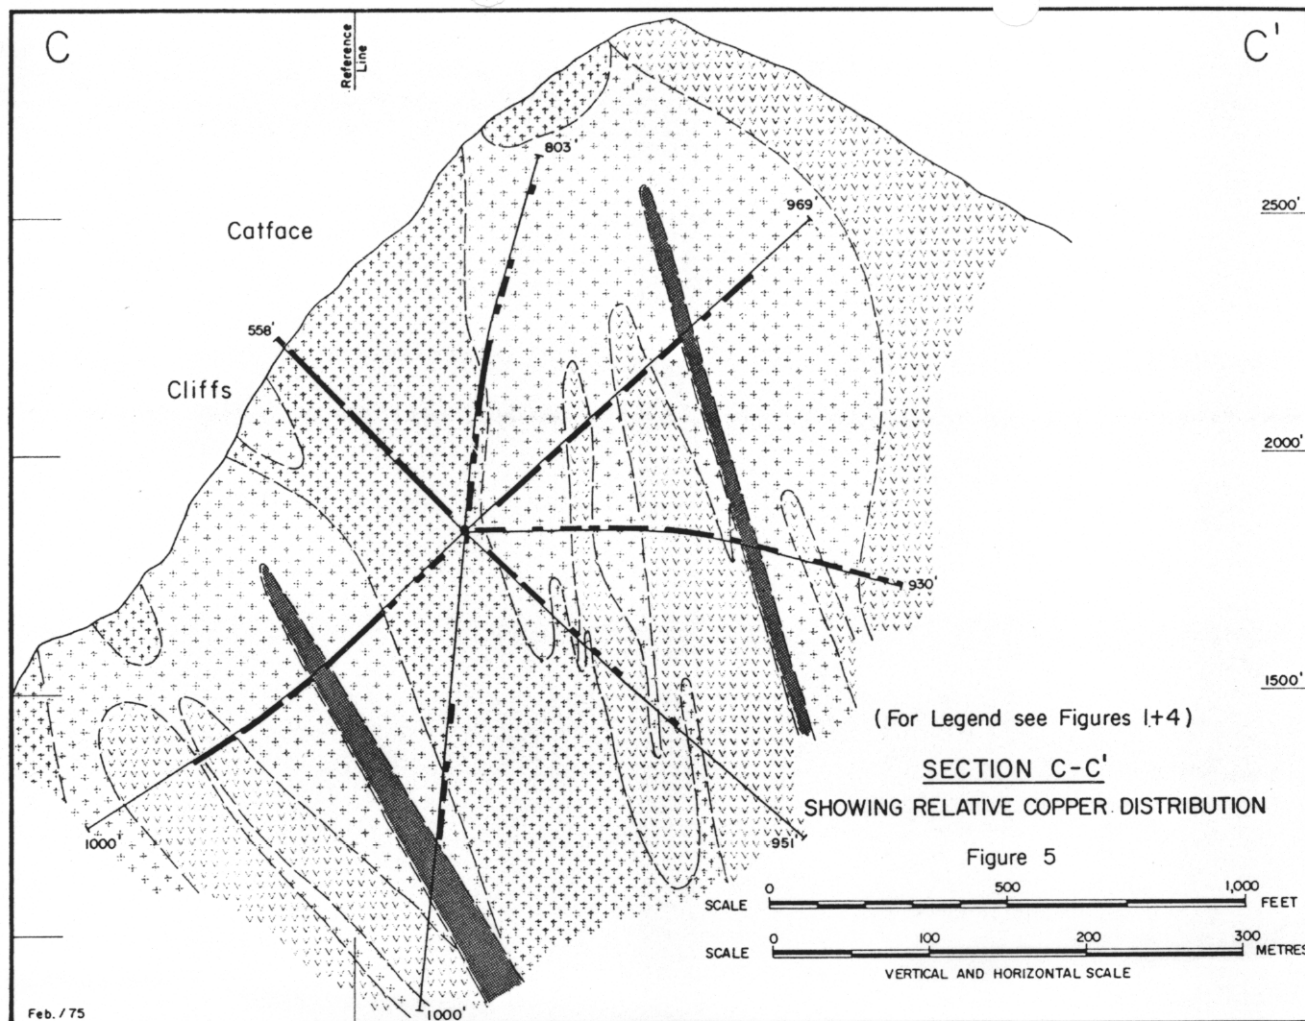 C
Reference
Line
C'
803'
Catface
969'
2500'
558'
Cliffs
2000'
930'
1500'
(For Legend see Figures 1+4)
SECTION C-C'
SHOWING RELATIVE COPPER DISTRIBUTION
1000'
951'
Figure 5
0 500 1,000
SCALE FEET
0 100 200 300
SCALE METRES
VERTICAL AND HORIZONTAL SCALE
Feb. / 75
1000'